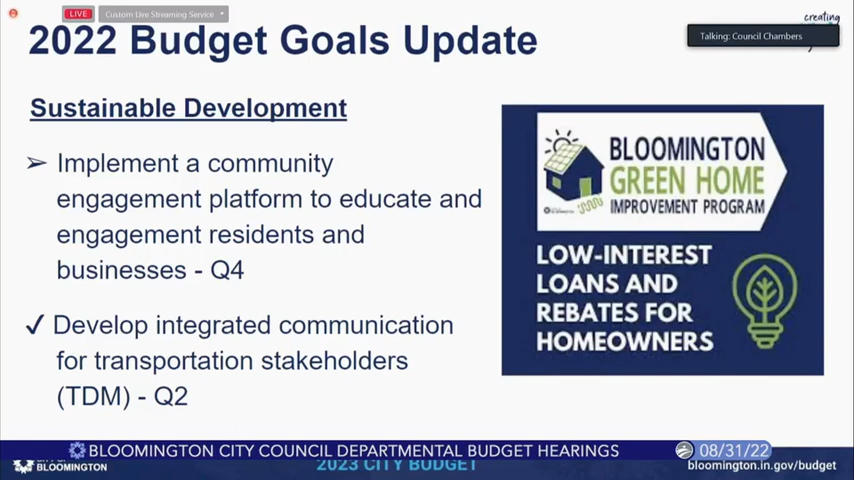 LIVE
Custom Live Streaming Service
creating
Talking: Council Chambers
2022 Budget Goals Update
Sustainable Development
➢ Implement a community
engagement platform to educate and
engagement residents and
businesses - Q4
✓ Develop integrated communication
for transportation stakeholders
(TDM) - Q2
BLOOMINGTON
GREEN HOME
IMPROVEMENT PROGRAM
LOW-INTEREST
LOANS AND
REBATES FOR
HOMEOWNERS
BLOOMINGTON CITY COUNCIL DEPARTMENTAL BUDGET HEARINGS
08/31/22
BLOOMINGTON
2023 CITY BUDGET
bloomington.in.gov/budget